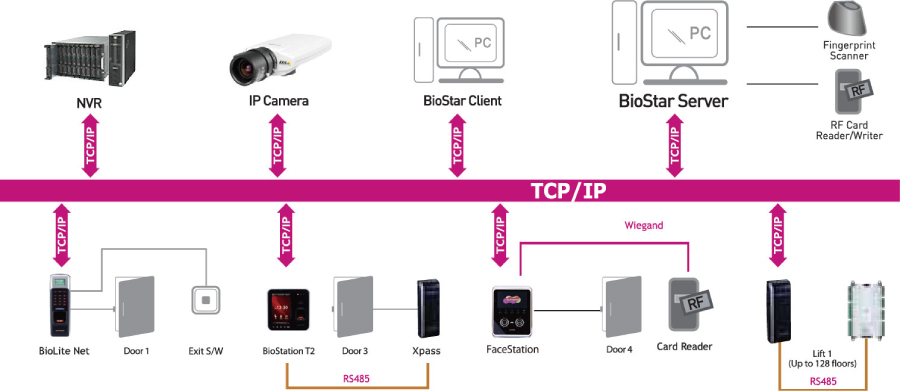 PC
PC
Fingerprint
Scanner
RF
RF Card
Reader/Writer
NVR
IP Camera
BioStar Client
BioStar Server
TCP/IP
TCP/IP
TCP/IP
TCP/IP
TCP/IP
TCP/IP
TCP/IP
TCP/IP
TCP/IP
Wiegand
RF
BioLite Net
Door 1
Exit S/W
BioStation T2
Door 3
Xpass
FaceStation
Door 4
Card Reader
Lift 1
(Up to 128 floors)
RS485
RS485